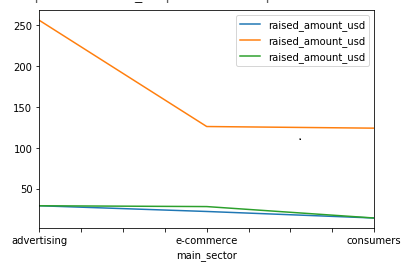 raised_amount_usd
raised_amount_usd
raised_amount_usd
250
200
150
100
50
advertising e-commerce consumers
main_sector